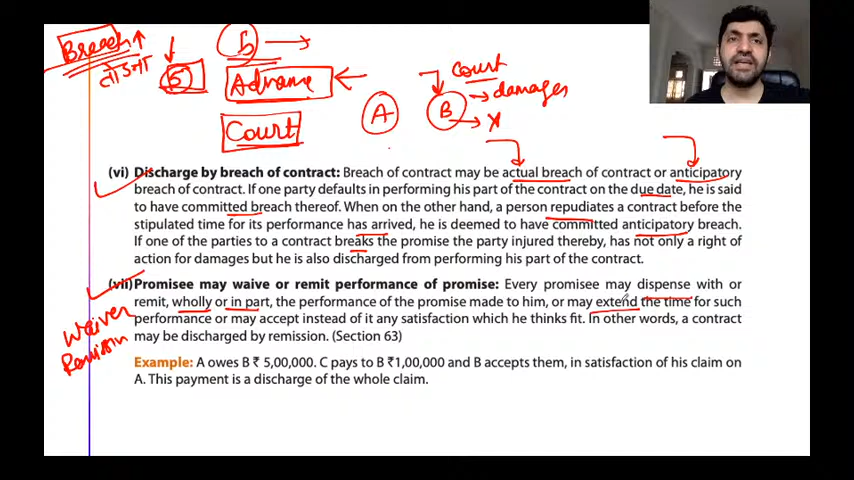 Breach ↑
तोडना
5 →
5
Advance ←
Court
A
B
court
→ damages
→ x
(vi) Discharge by breach of contract: Breach of contract may be actual breach of contract or anticipatory
breach of contract. If one party defaults in performing his part of the contract on the due date, he is said
to have committed breach thereof. When on the other hand, a person repudiates a contract before the
stipulated time for its performance has arrived, he is deemed to have committed anticipatory breach.
If one of the parties to a contract breaks the promise the party injured thereby, has not only a right of
action for damages but he is also discharged from performing his part of the contract.
(vii) Promisee may waive or remit performance of promise: Every promisee may dispense with or
remit, wholly or in part, the performance of the promise made to him, or may extend the time for such
performance or may accept instead of it any satisfaction which he thinks fit. In other words, a contract
may be discharged by remission. (Section 63)
Waiver
Remission
Example: A owes B ₹ 5,00,000. C pays to B ₹1,00,000 and B accepts them, in satisfaction of his claim on
A. This payment is a discharge of the whole claim.